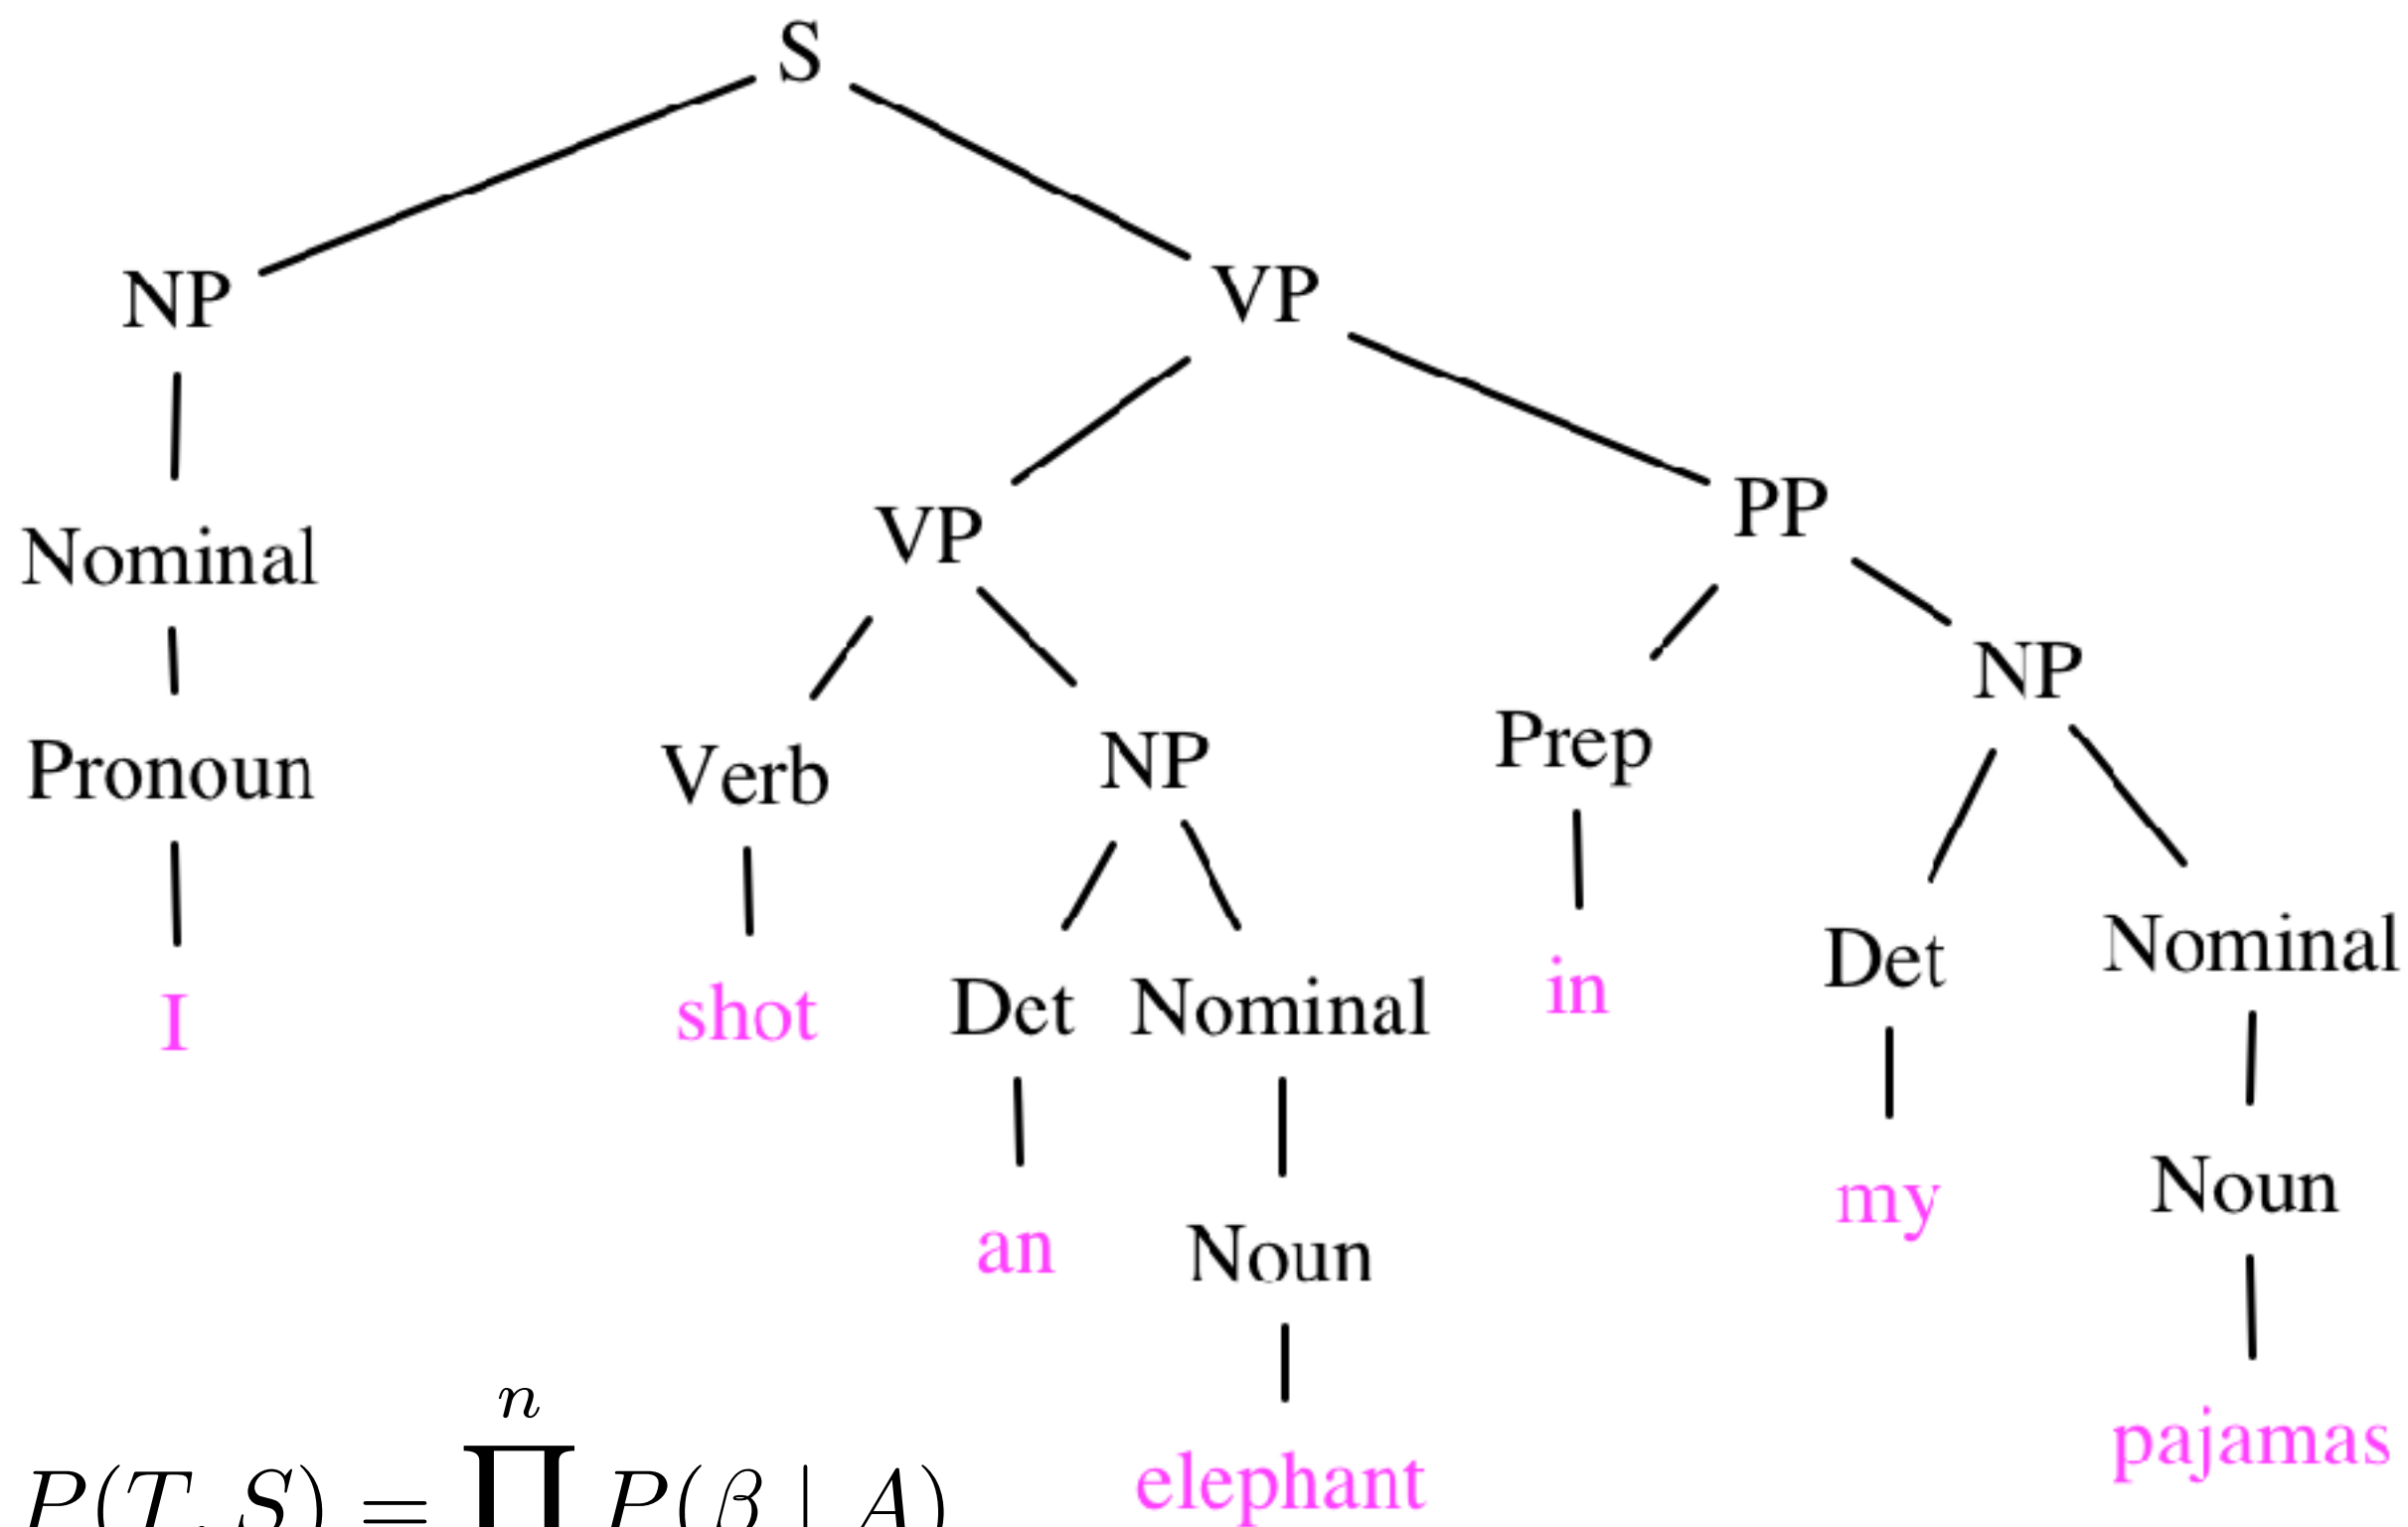 S
NP VP
Nominal VP PP
Pronoun Verb NP Prep NP
I shot Det Nominal in Det Nominal
an Noun my Noun
elephant pajamas
n
P(T, S) = ∏ P(β | A)